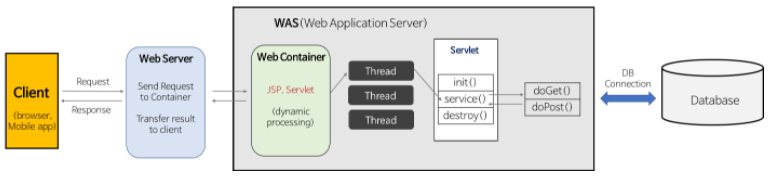 WAS (Web Application Server)
Client
(browser,
Mobile app)
Request
Response
Web Server
Send Request
to Container
Transfer result
to client
Web Container
JSP, Servlet
(dynamic
processing)
Thread
Thread
Thread
Servlet
init()
service()
destroy()
doGet()
doPost()
DB
Connection
Database